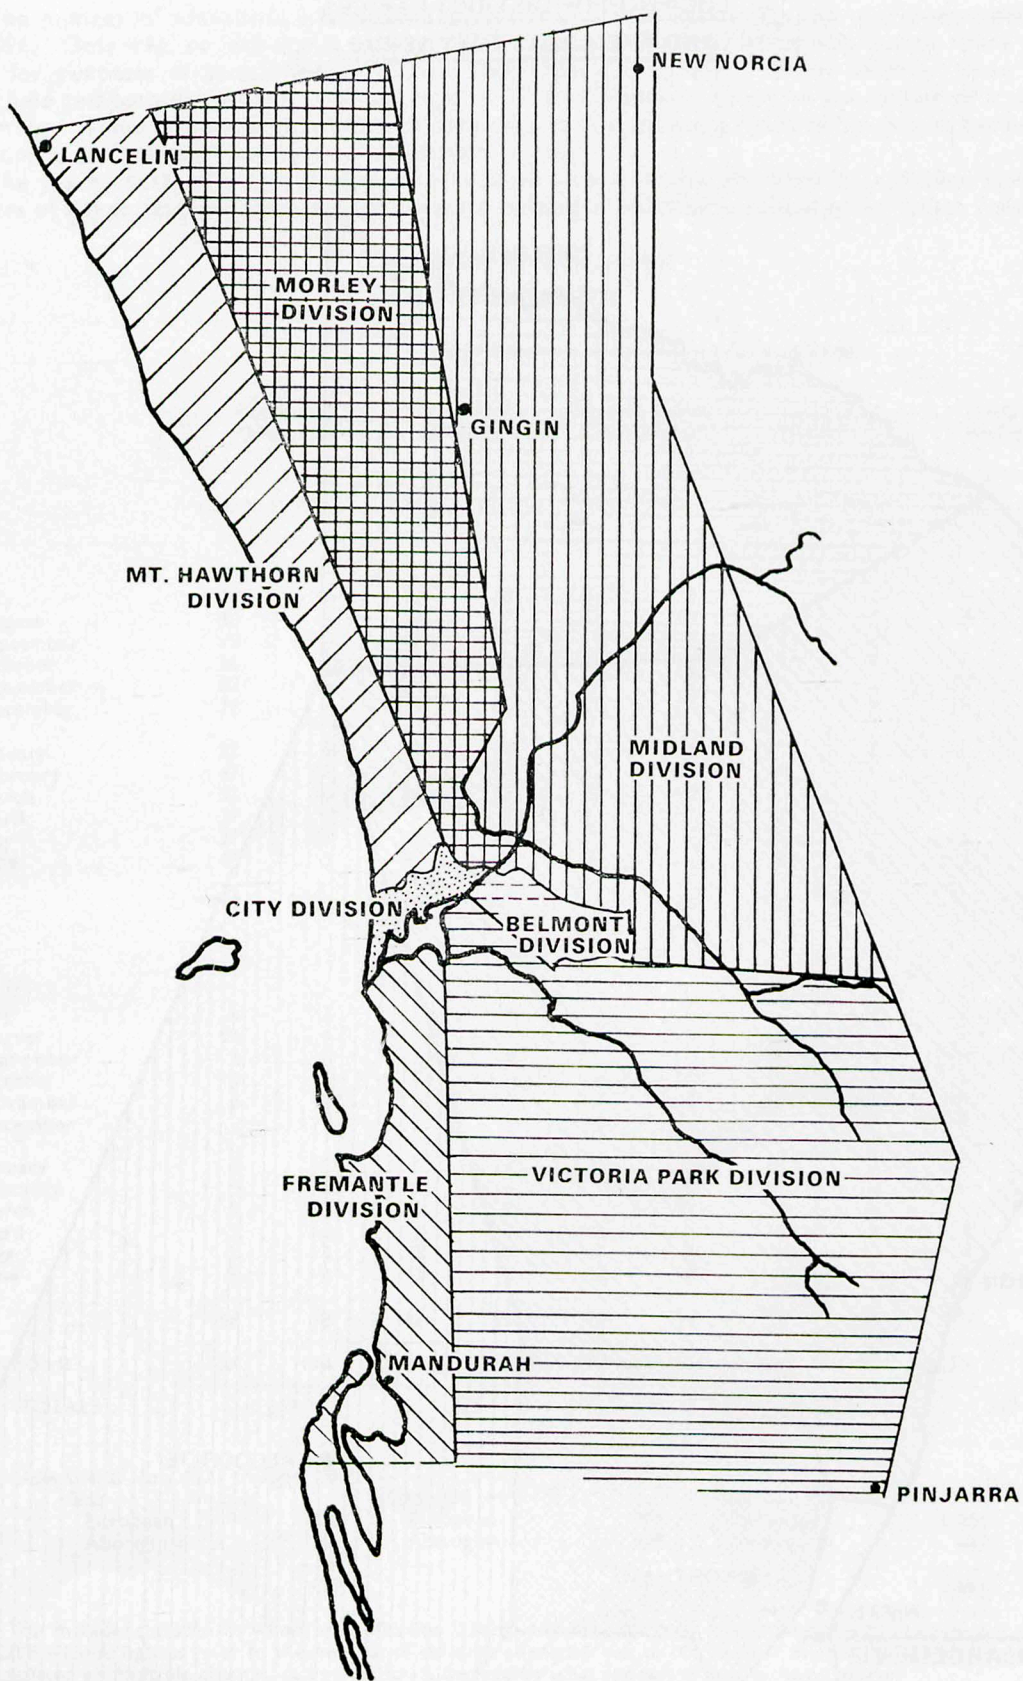 NEW NORCIA
LANCELIN
MORLEY
DIVISION
GINGIN
MT. HAWTHORN
DIVISION
MIDLAND
DIVISION
CITY DIVISION
BELMONT
DIVISION
FREMANTLE
DIVISION
VICTORIA PARK DIVISION
MANDURAH
PINJARRA